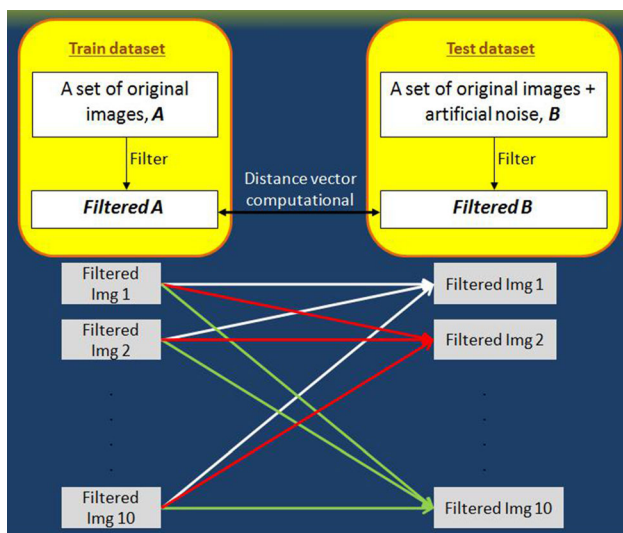 Train dataset
A set of original
images, A
Filter
Filtered A
Distance vector
computational
Test dataset
A set of original images +
artificial noise, B
Filter
Filtered B
Filtered
Img 1
Filtered
Img 2
Filtered
Img 10
Filtered Img 1
Filtered Img 2
Filtered Img 10